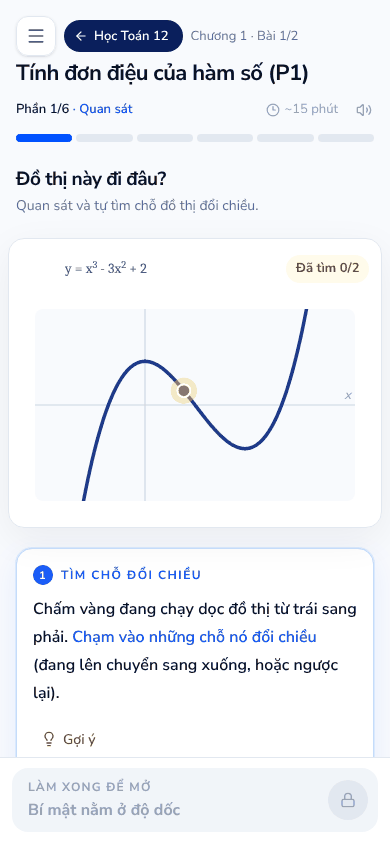 Học Toán 12
Chương 1 · Bài 1/2
Tính đơn điệu của hàm số (P1)
Phần 1/6 · Quan sát
~15 phút
Đồ thị này đi đâu?
Quan sát và tự tìm chỗ đồ thị đổi chiều.
y = x³ - 3x² + 2
Đã tìm 0/2
x
1 TÌM CHỖ ĐỔI CHIỀU
Chấm vàng đang chạy dọc đồ thị từ trái sang
phải. Chạm vào những chỗ nó đổi chiều
(đang lên chuyển sang xuống, hoặc ngược
lại).
Gợi ý
LÀM XONG ĐỂ MỞ
Bí mật nằm ở độ dốc